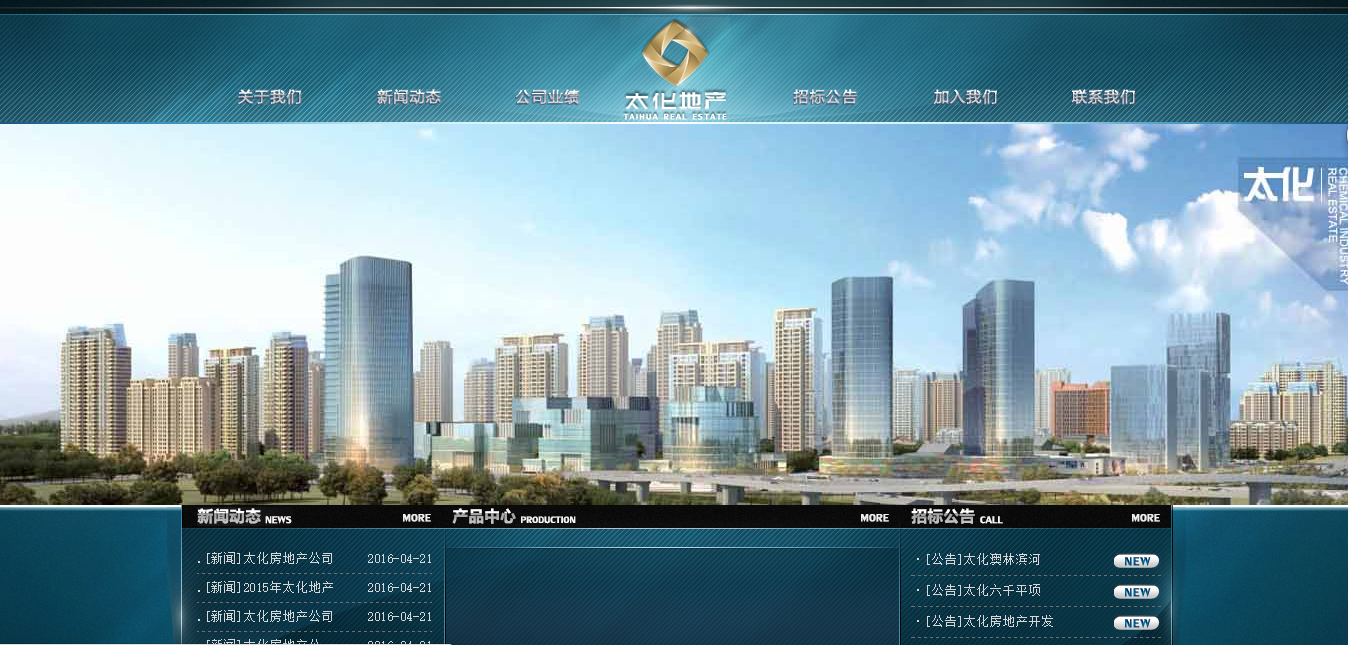 关于我们
新闻动态
公司业绩
太化地产
TAIHUA REAL ESTATE
招标公告
加入我们
联系我们
太化
CHEMICAL INDUSTRY
REAL ESTATE
新闻动态 NEWS MORE
产品中心 PRODUCTION MORE
招标公告 CALL MORE
. [新闻]太化房地产公司 2016-04-21
. [新闻]2015年太化地产 2016-04-21
. [新闻]太化房地产公司 2016-04-21
· [公告]太化澳林滨河 NEW
· [公告]太化六千平项 NEW
· [公告]太化房地产开发 NEW